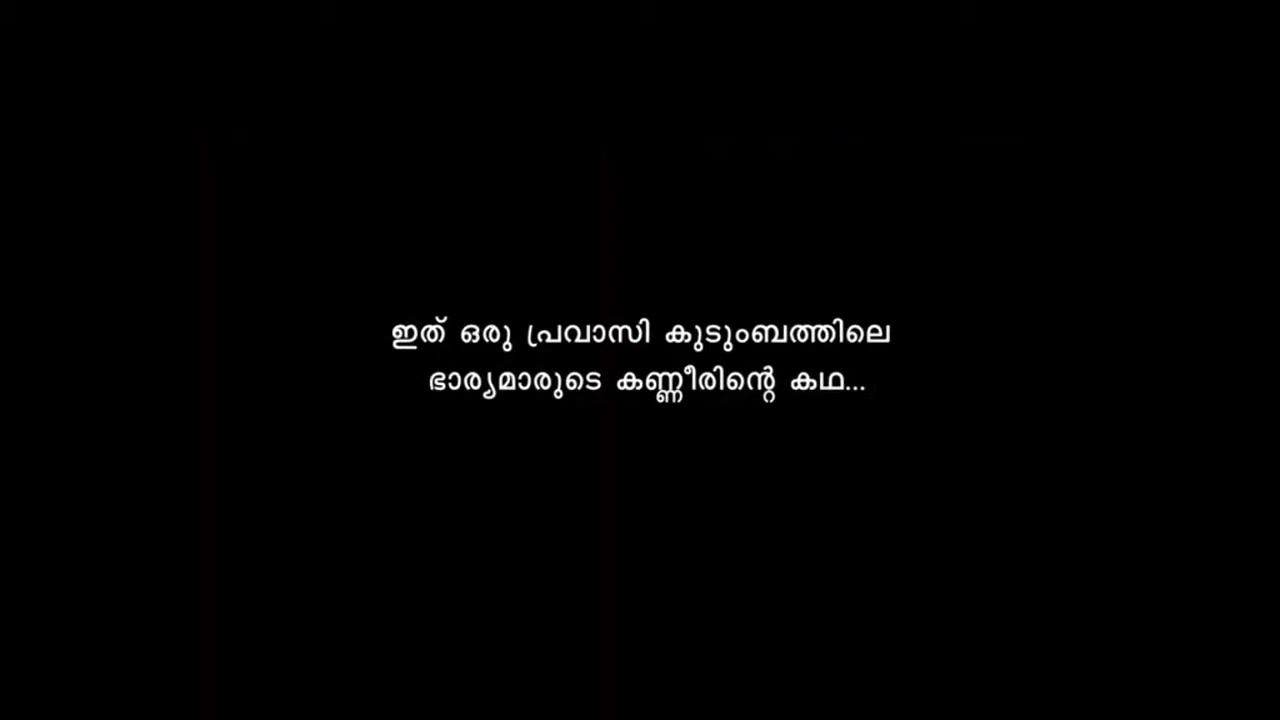 ഇത് ഒരു പ്രവാസി കുടുംബത്തിലെ
ഭാര്യമാരുടെ കണ്ണീരിന്റെ കഥ...